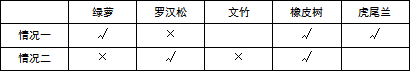 绿萝 罗汉松 文竹 橡皮树 虎尾兰
情况一 √ × √ √
情况二 × √ × √